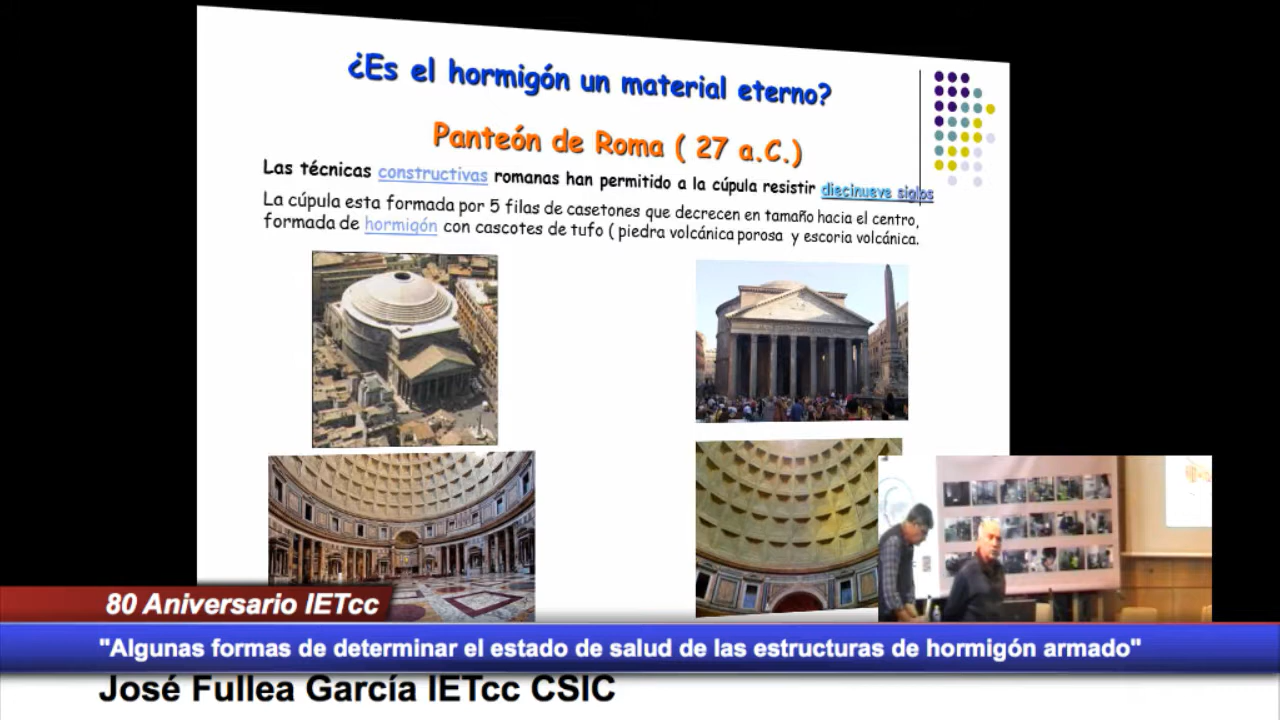 ¿Es el hormigón un material eterno?
Panteón de Roma ( 27 a.C.)
Las técnicas constructivas romanas han permitido a la cúpula resistir diecinueve siglos
La cúpula esta formada por 5 filas de casetones que decrecen en tamaño hacia el centro,
formada de hormigón con cascotes de tufo ( piedra volcánica porosa y escoria volcánica.
80 Aniversario IETcc
"Algunas formas de determinar el estado de salud de las estructuras de hormigón armado"
José Fullea García IETcc CSIC